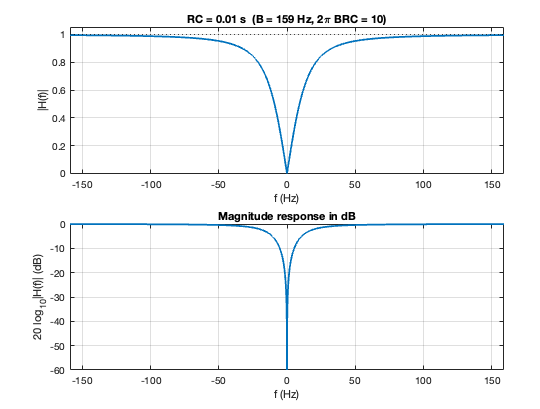 RC = 0.01 s (B = 159 Hz, 2π BRC = 10)
1
0.8
0.6
0.4
0.2
0
|H(f)|
-150 -100 -50 0 50 100 150
f (Hz)
Magnitude response in dB
0
-10
-20
-30
-40
-50
-60
20 log10|H(f)| (dB)
-150 -100 -50 0 50 100 150
f (Hz)